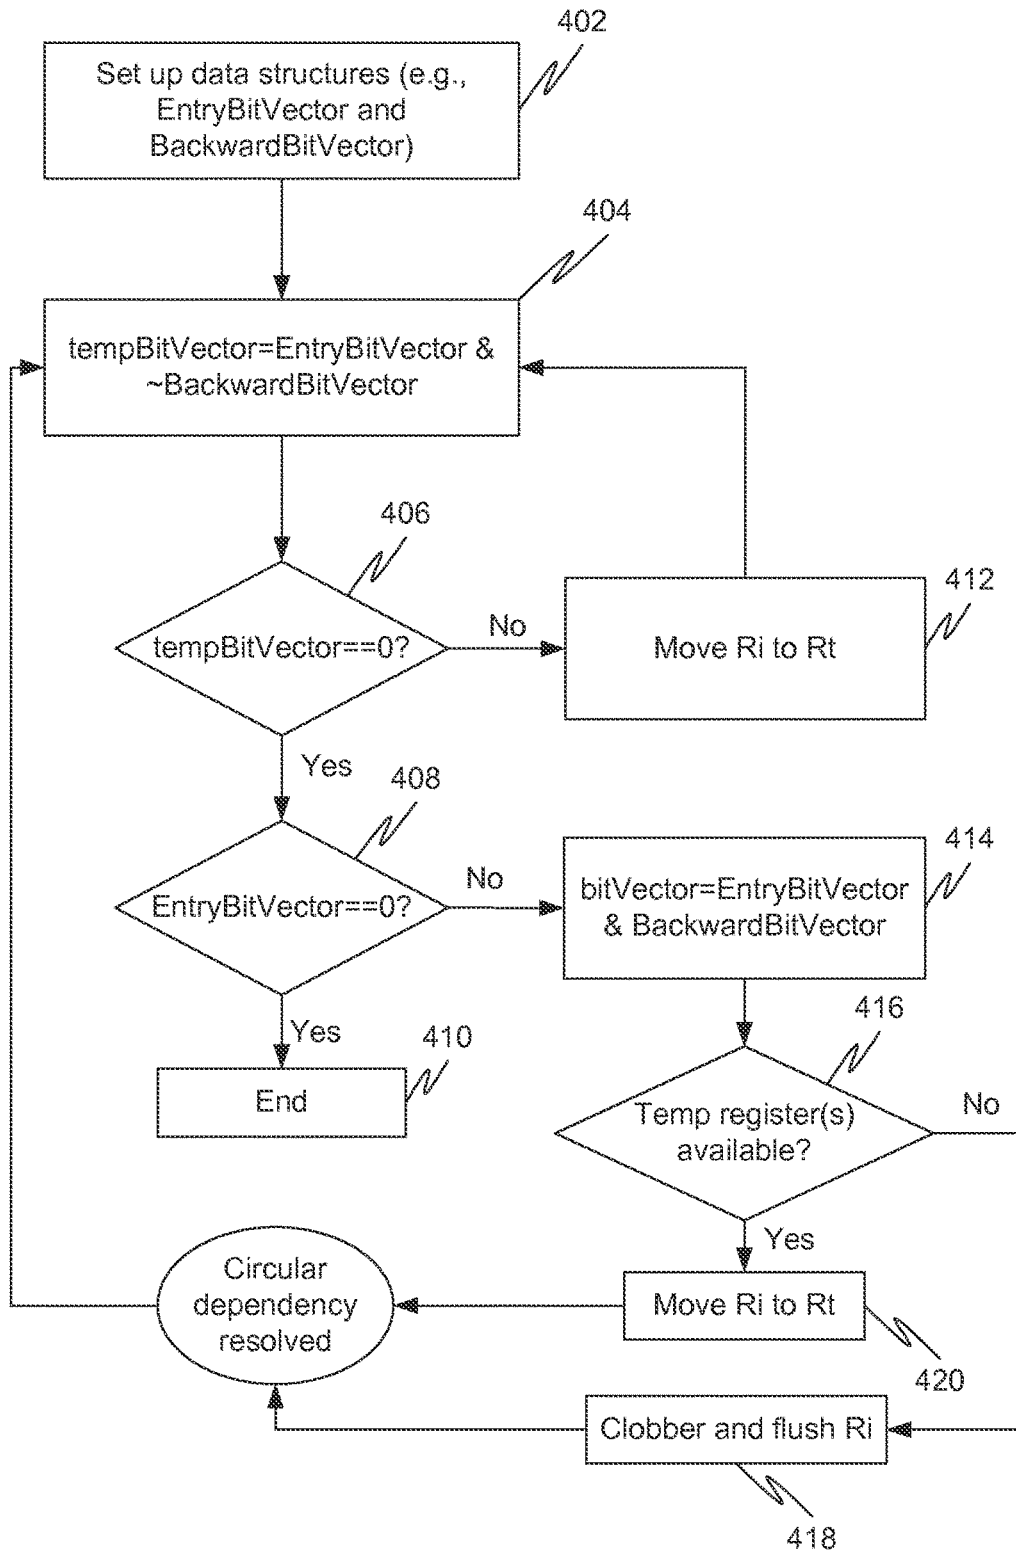 402
Set up data structures (e.g.,
EntryBitVector and
BackwardBitVector)
404
tempBitVector=EntryBitVector &
~BackwardBitVector
406
tempBitVector==0?
No
412
Move Ri to Rt
Yes
408
EntryBitVector==0?
No
414
bitVector=EntryBitVector
& BackwardBitVector
Yes
410
End
416
Temp register(s)
available?
No
Yes
Circular
dependency
resolved
Move Ri to Rt
420
Clobber and flush Ri
418